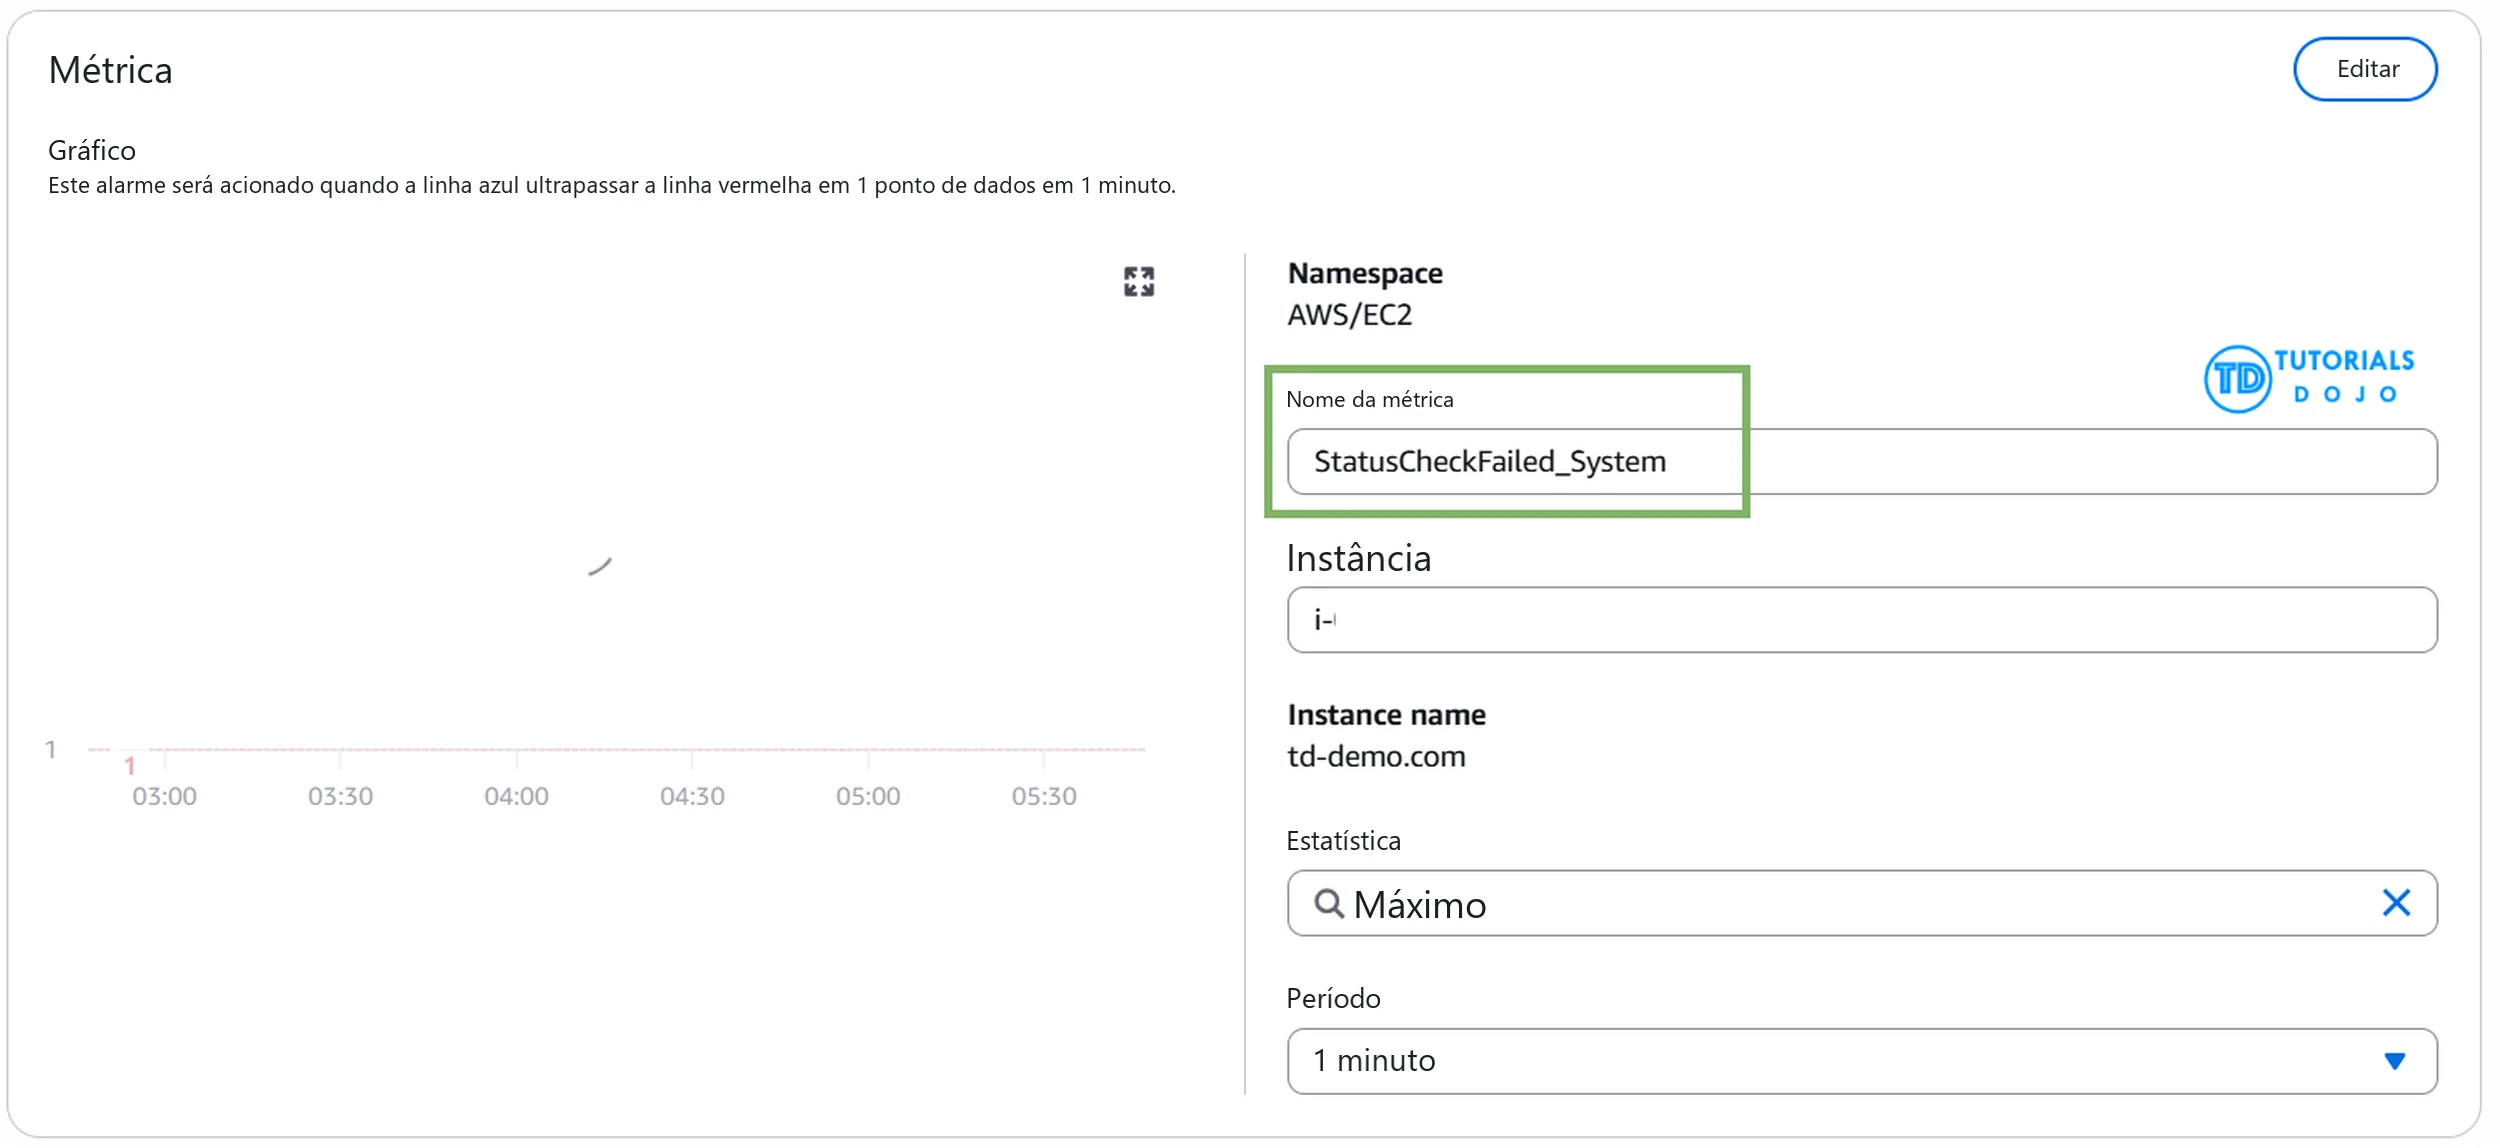 Métrica
Editar
Gráfico
Este alarme será acionado quando a linha azul ultrapassar a linha vermelha em 1 ponto de dados em 1 minuto.
1
1
03:00 03:30 04:00 04:30 05:00 05:30
Namespace
AWS/EC2
TD TUTORIALS
DOJO
Nome da métrica
StatusCheckFailed_System
Instância
i-
Instance name
td-demo.com
Estatística
Máximo
Período
1 minuto